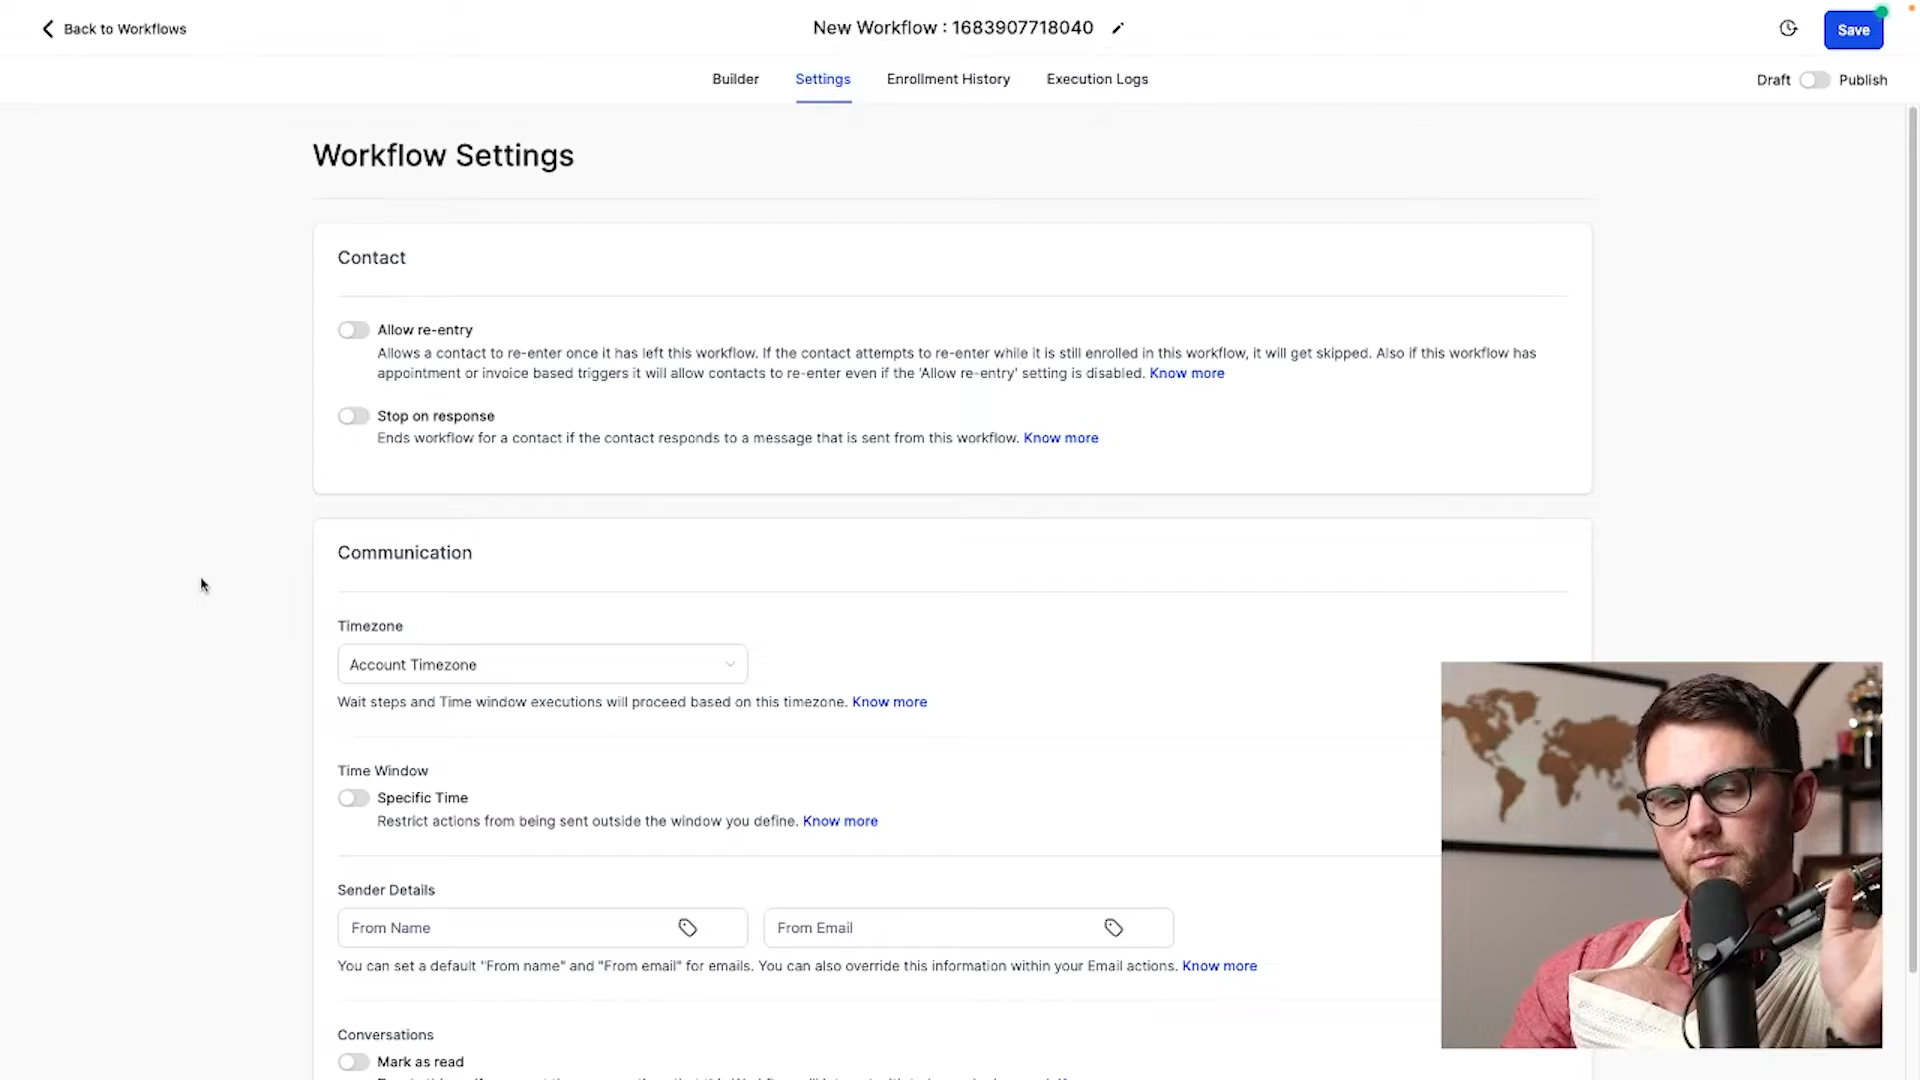 Back to Workflows
New Workflow : 1683907718040
Save
Builder
Settings
Enrollment History
Execution Logs
Draft
Publish
Workflow Settings
Contact
Allow re-entry
Allows a contact to re-enter once it has left this workflow. If the contact attempts to re-enter while it is still enrolled in this workflow, it will get skipped. Also if this workflow has
appointment or invoice based triggers it will allow contacts to re-enter even if the 'Allow re-entry' setting is disabled. Know more
Stop on response
Ends workflow for a contact if the contact responds to a message that is sent from this workflow. Know more
Communication
Timezone
Account Timezone
Wait steps and Time window executions will proceed based on this timezone. Know more
Time Window
Specific Time
Restrict actions from being sent outside the window you define. Know more
Sender Details
From Name
From Email
You can set a default "From name" and "From email" for emails. You can also override this information within your Email actions. Know more
Conversations
Mark as read